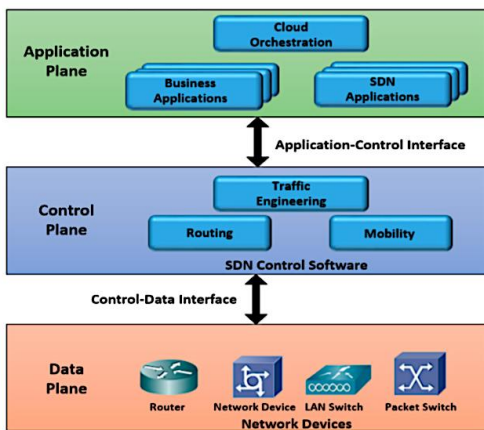 Application
Plane
Cloud
Orchestration
Business
Applications
SDN
Applications
Application-Control Interface
Control
Plane
Traffic
Engineering
Routing
Mobility
SDN Control Software
Control-Data Interface
Data
Plane
Router
Network Device
LAN Switch
Packet Switch
Network Devices